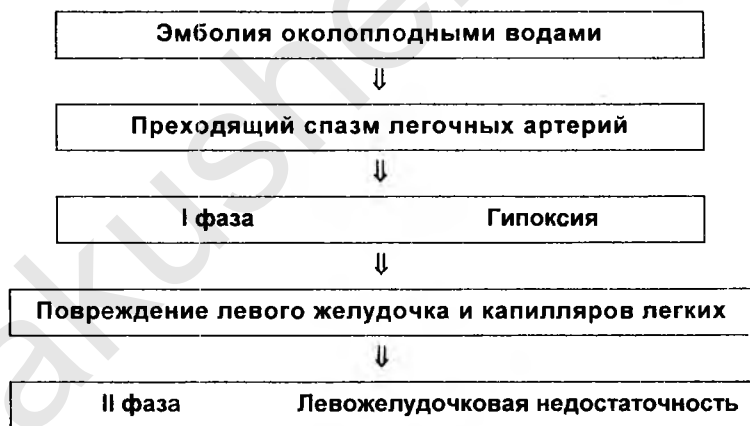 Эмболия околоплодными водами
⇓
Преходящий спазм легочных артерий
⇓
I фаза Гипоксия
⇓
Повреждение левого желудочка и капилляров легких
⇓
II фаза Левожелудочковая недостаточность